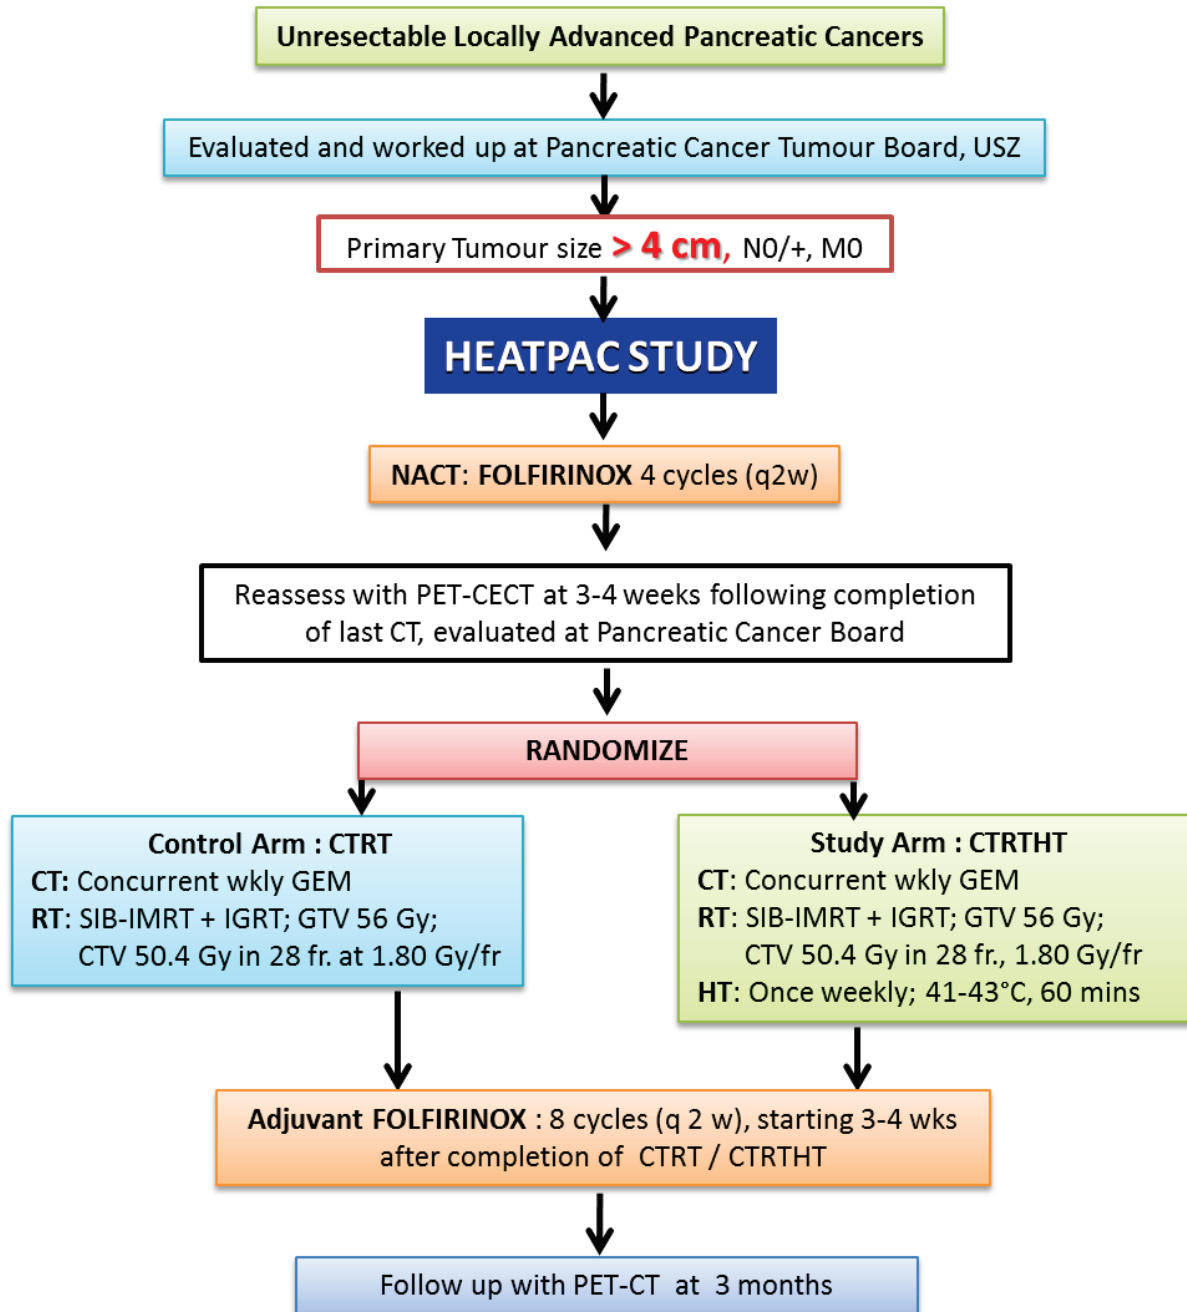 Unresectable Locally Advanced Pancreatic Cancers
Evaluated and worked up at Pancreatic Cancer Tumour Board, USZ
Primary Tumour size > 4 cm, N0/+, M0
HEATPAC STUDY
NACT: FOLFIRINOX 4 cycles (q2w)
Reassess with PET-CECT at 3-4 weeks following completion
of last CT, evaluated at Pancreatic Cancer Board
RANDOMIZE
Control Arm : CTRT
CT: Concurrent wkly GEM
RT: SIB-IMRT + IGRT; GTV 56 Gy;
CTV 50.4 Gy in 28 fr. at 1.80 Gy/fr
Study Arm : CTRTHT
CT: Concurrent wkly GEM
RT: SIB-IMRT + IGRT; GTV 56 Gy;
CTV 50.4 Gy in 28 fr., 1.80 Gy/fr
HT: Once weekly; 41-43°C, 60 mins
Adjuvant FOLFIRINOX : 8 cycles (q 2 w), starting 3-4 wks
after completion of CTRT / CTRTHT
Follow up with PET-CT at 3 months